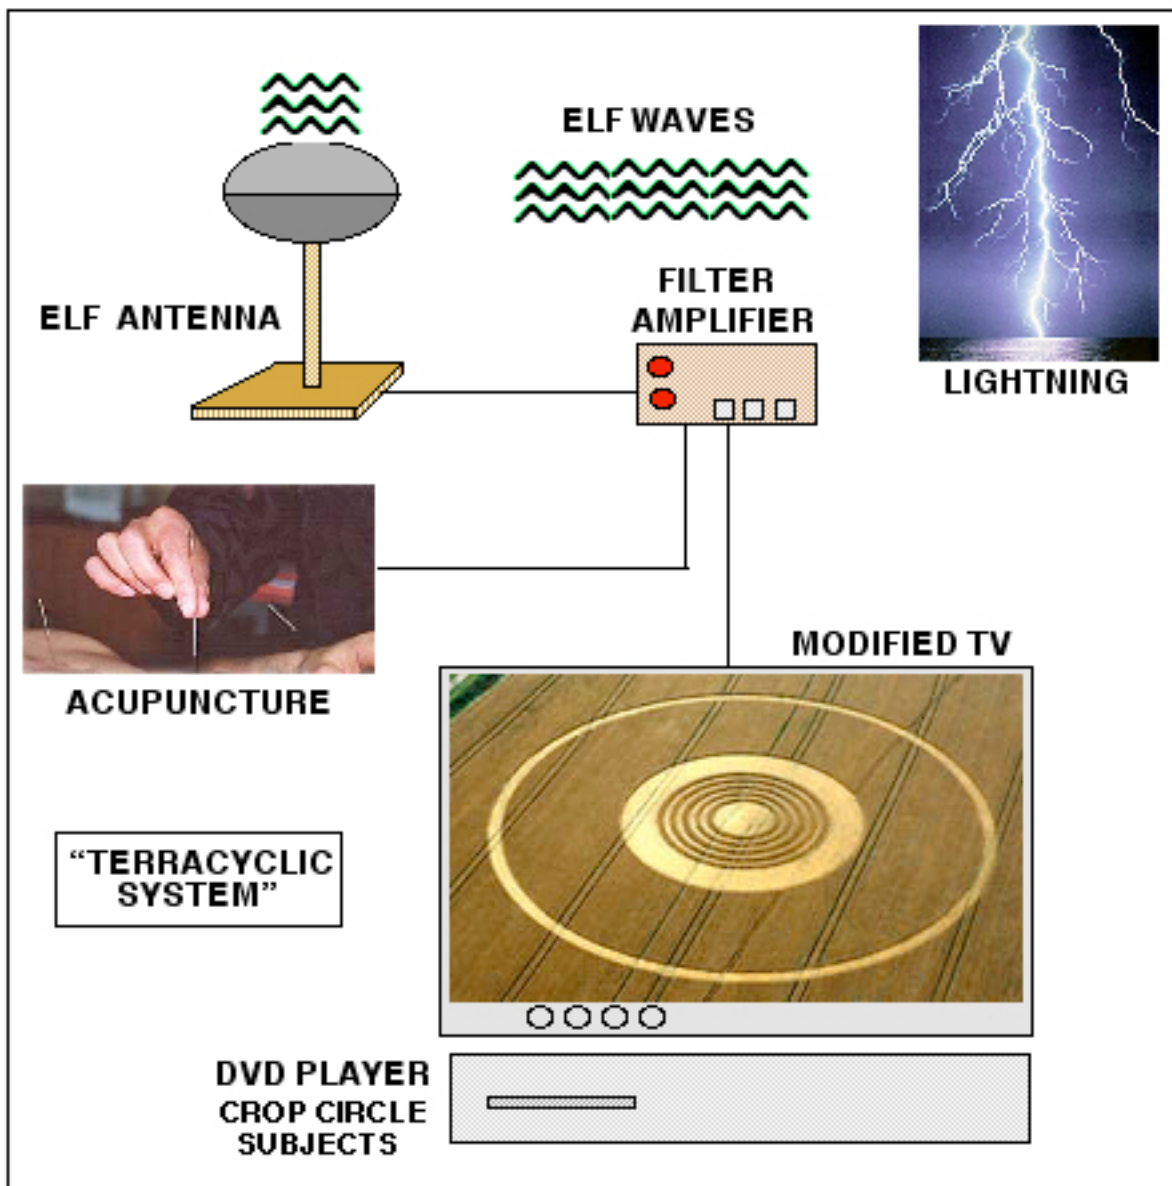 ELF WAVES
ELF ANTENNA
FILTER
AMPLIFIER
LIGHTNING
ACUPUNCTURE
MODIFIED TV
“TERRACYCLIC
SYSTEM”
DVD PLAYER
CROP CIRCLE
SUBJECTS